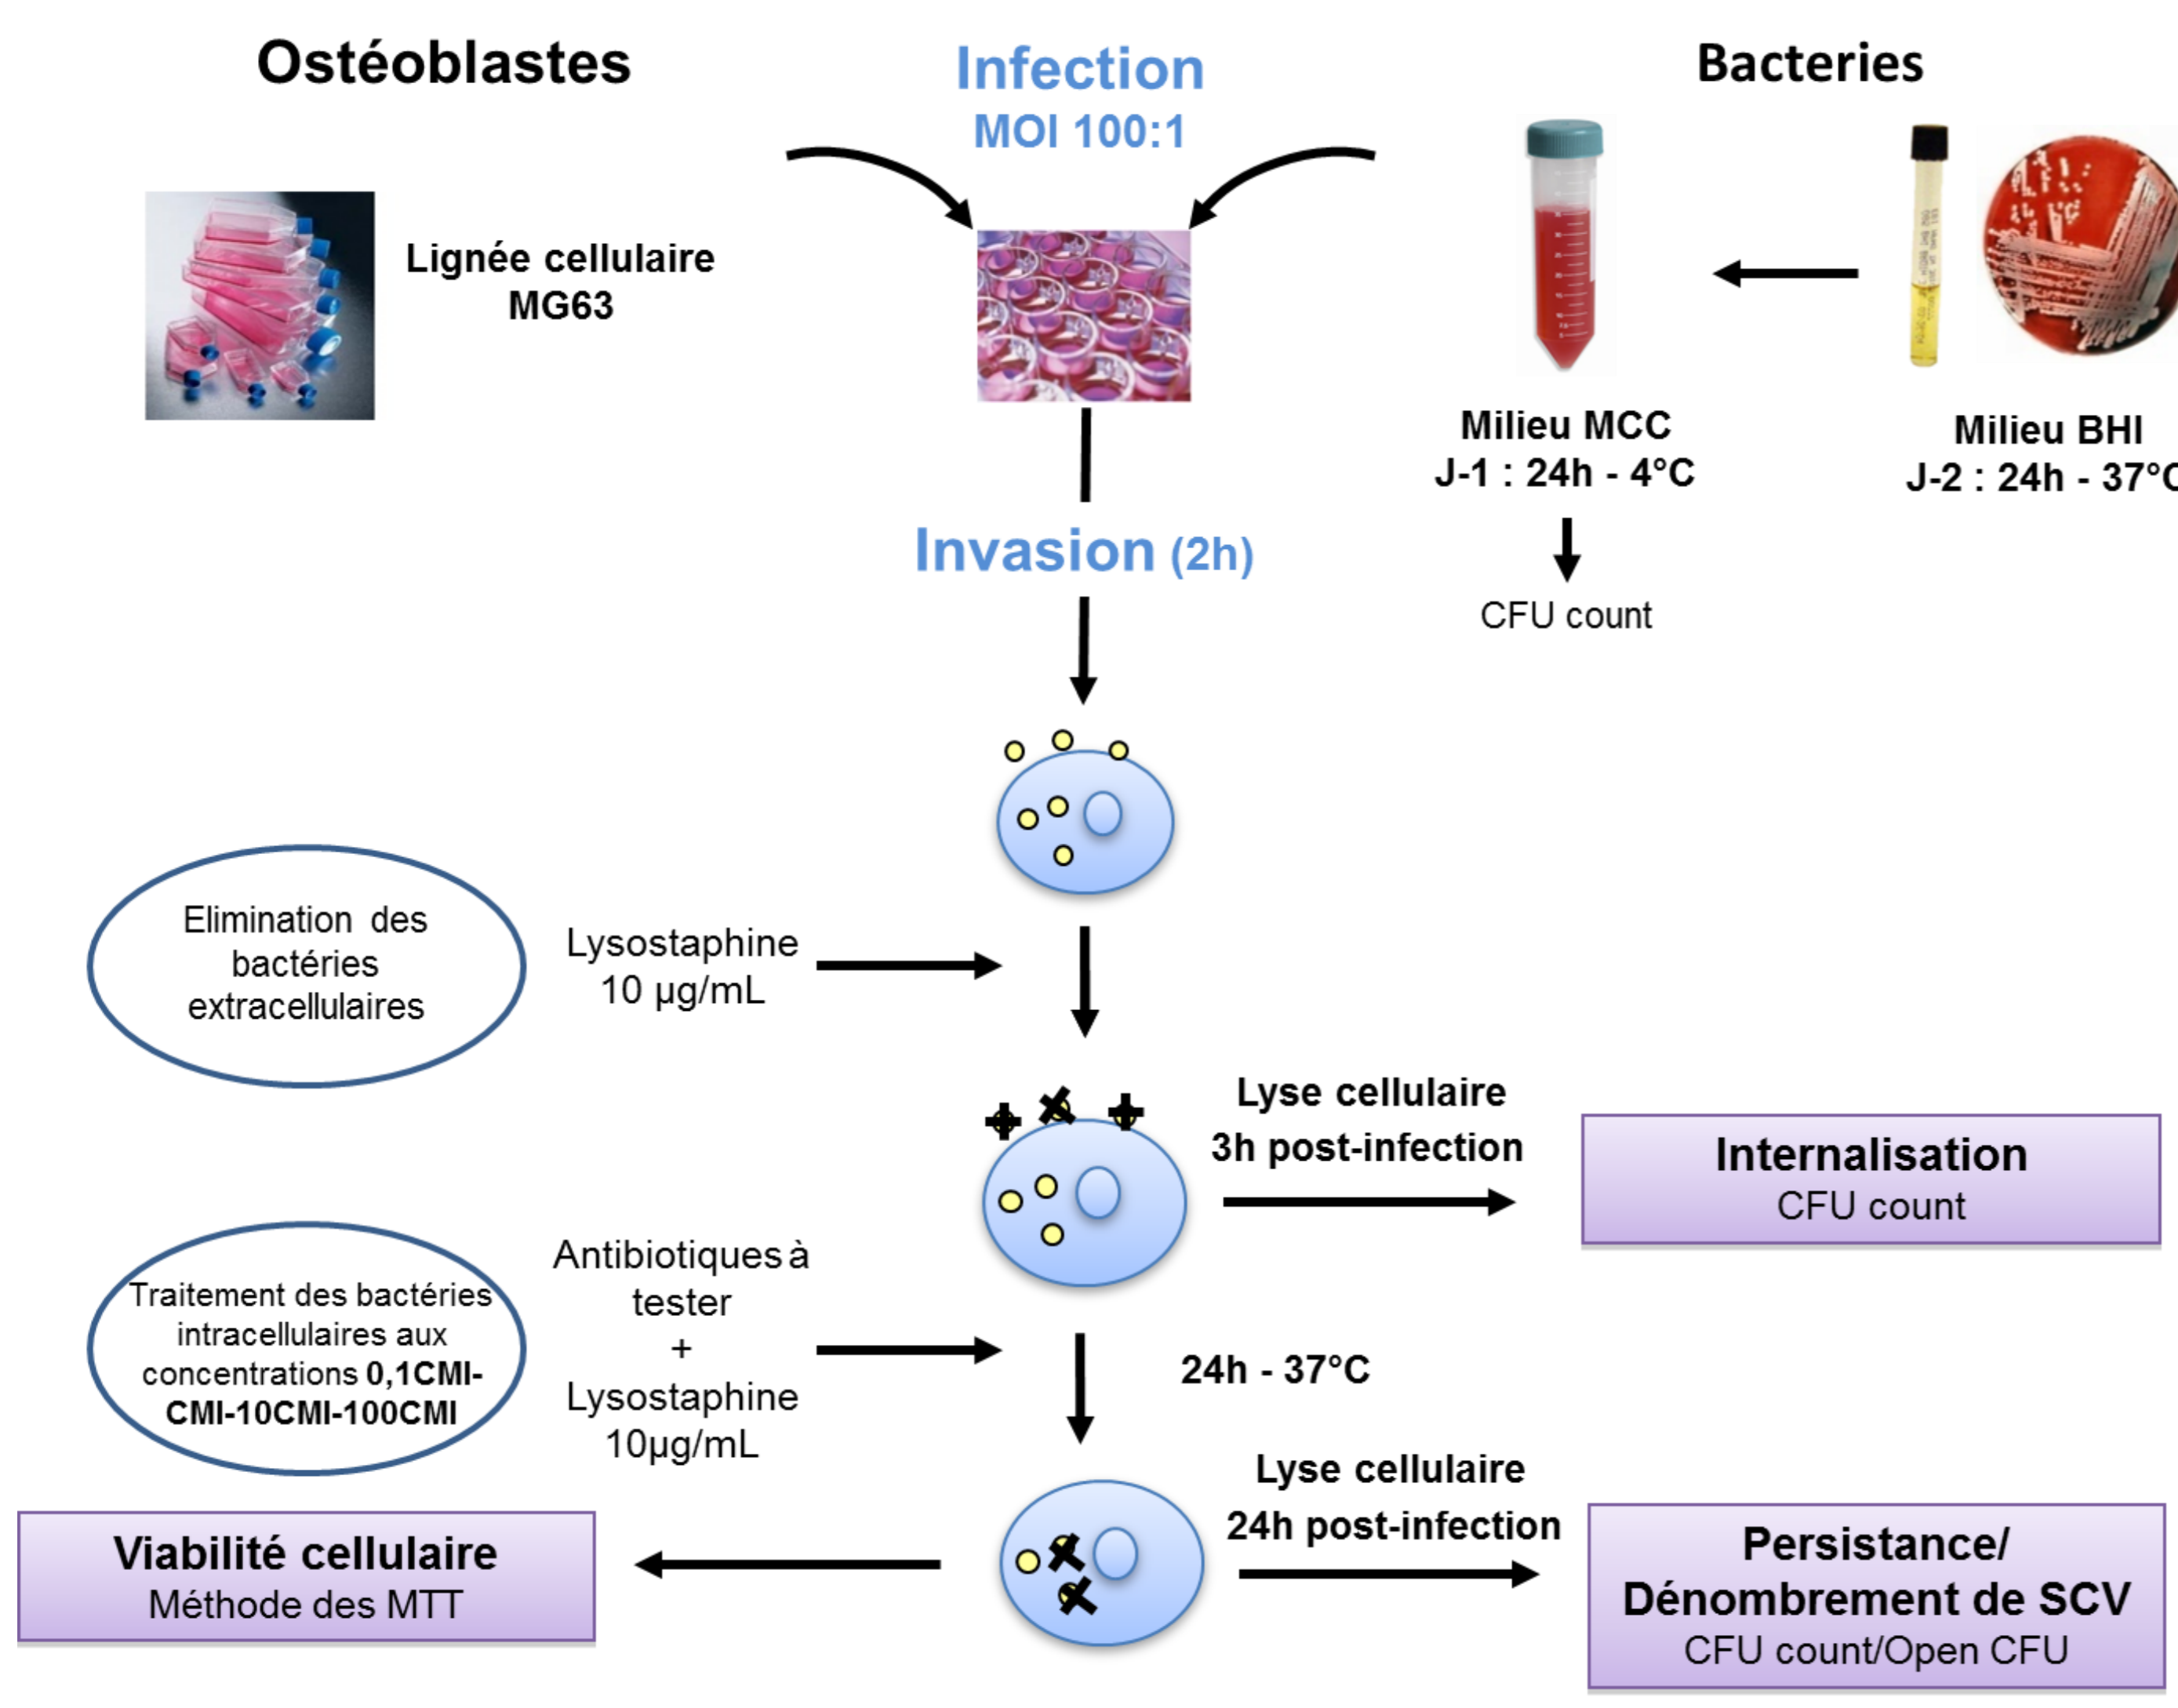 Ostéoblastes
Infection
MOI 100:1
Bacteries
Lignée cellulaire
MG63
Milieu MCC
J-1 : 24h - 4°C
Milieu BHI
J-2 : 24h - 37°C
CFU count
Invasion (2h)
Elimination des
bactéries
extracellulaires
Lysostaphine
10 µg/mL
Lyse cellulaire
3h post-infection
Internalisation
CFU count
Traitement des bactéries
intracellulaires aux
concentrations 0,1CMI-
CMI-10CMI-100CMI
Antibiotiques à
tester
+
Lysostaphine
10µg/mL
24h - 37°C
Lyse cellulaire
24h post-infection
Viabilité cellulaire
Méthode des MTT
Persistance/
Dénombrement de SCV
CFU count/Open CFU